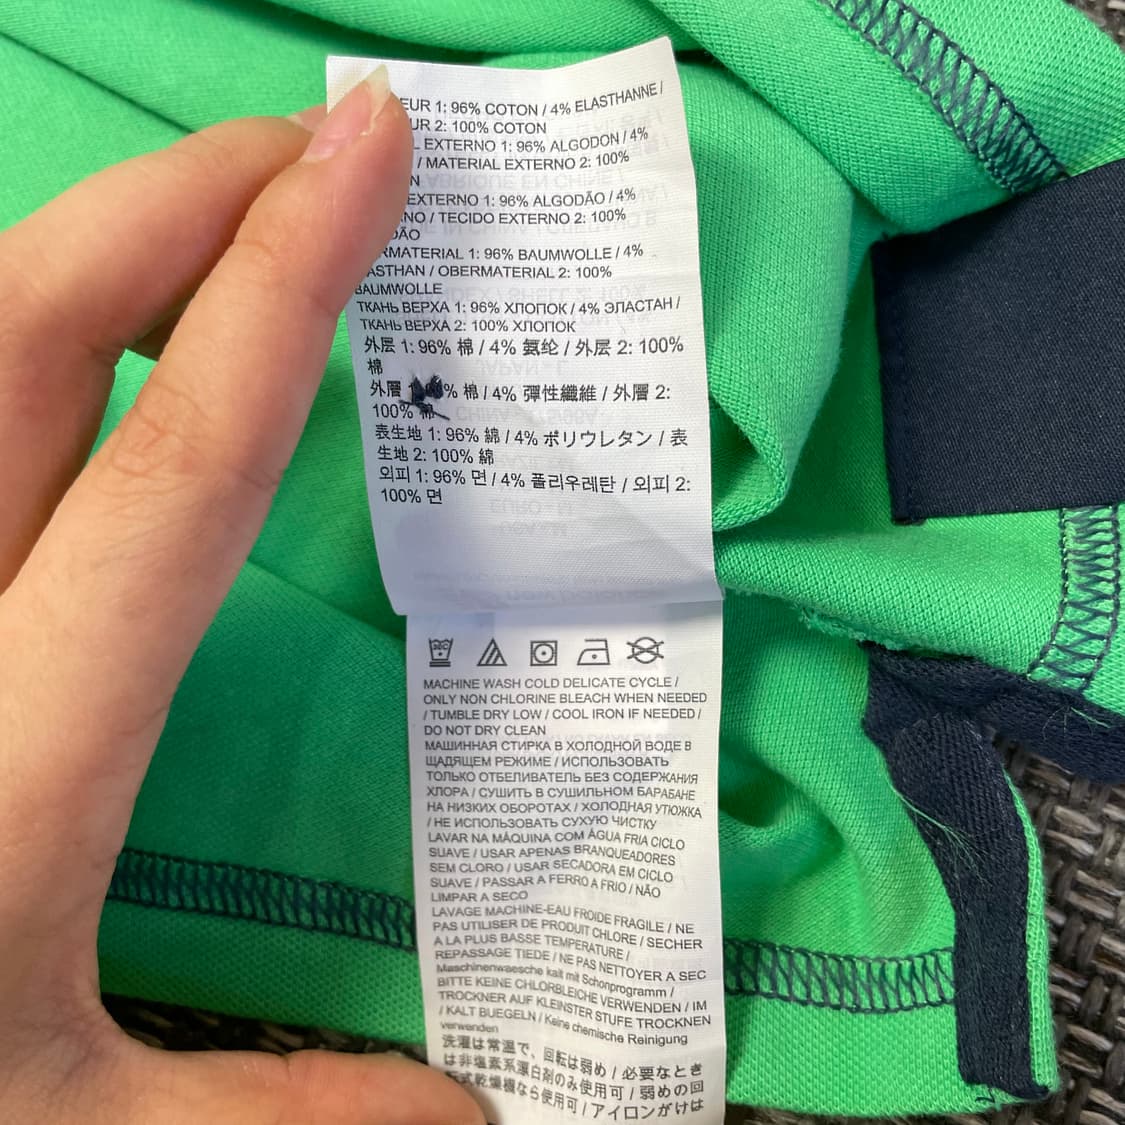 EUR 1: 96% COTON / 4% ELASTHANNE /
UR 2: 100% COTON
L EXTERNO 1: 96% ALGODON / 4%
/ MATERIAL EXTERNO 2: 100%
N
EXTERNO 1: 96% ALGODÃO / 4%
ANO / TECIDO EXTERNO 2: 100%
DÃO
RMATERIAL 1: 96% BAUMWOLLE / 4%
ASTHAN / OBERMATERIAL 2: 100%
BAUMWOLLE
ТКАНЬ ВЕРХА 1: 96% ХЛОПОК / 4% ЭЛАСТАН /
ТКАНЬ ВЕРХА 2: 100% ХЛОПОК
外层 1: 96% 棉 / 4% 氨纶 / 外层 2: 100%
棉
外層 % 棉 / 4% 彈性纖維 / 外層 2:
100% 棉
表生地 1: 96% 綿 / 4% ポリウレタン / 表
生地 2: 100% 綿
외피 1: 96% 면 / 4% 폴리우레탄 / 외피 2:
100% 면
MACHINE WASH COLD DELICATE CYCLE /
ONLY NON CHLORINE BLEACH WHEN NEEDED
/ TUMBLE DRY LOW / COOL IRON IF NEEDED /
DO NOT DRY CLEAN
МАШИННАЯ СТИРКА В ХОЛОДНОЙ ВОДЕ В
ЩАДЯЩЕМ РЕЖИМЕ / ИСПОЛЬЗОВАТЬ
ТОЛЬКО ОТБЕЛИВАТЕЛЬ БЕЗ СОДЕРЖАНИЯ
ХЛОРА / СУШИТЬ В СУШИЛЬНОМ БАРАБАНЕ
НА НИЗКИХ ОБОРОТАХ / ХОЛОДНАЯ УТЮЖКА
/ НЕ ИСПОЛЬЗОВАТЬ СУХУЮ ЧИСТКУ
LAVAR NA MÁQUINA COM ÁGUA FRIA CICLO
SUAVE / USAR APENAS BRANQUEADORES
SEM CLORO / USAR SECADORA EM CICLO
SUAVE / PASSAR A FERRO A FRIO / NÃO
LIMPAR A SECO
LAVAGE MACHINE-EAU FROIDE FRAGILE / NE
PAS UTILISER DE PRODUIT CHLORE / SECHER
A LA PLUS BASSE TEMPERATURE /
REPASSAGE TIEDE / NE PAS NETTOYER A SEC
Maschinenwaesche kalt mit Schonprogramm /
BITTE KEINE CHLORBLEICHE VERWENDEN / IM
TROCKNER AUF KLEINSTER STUFE TROCKNEN
/ KALT BUEGELN / Keine chemische Reinigung
verwenden
洗濯は常温で、回転は弱め / 必要なとき
は非塩素系漂白剤のみ使用可 / 弱めの回
式乾燥機なら使用可 / アイロンがけは